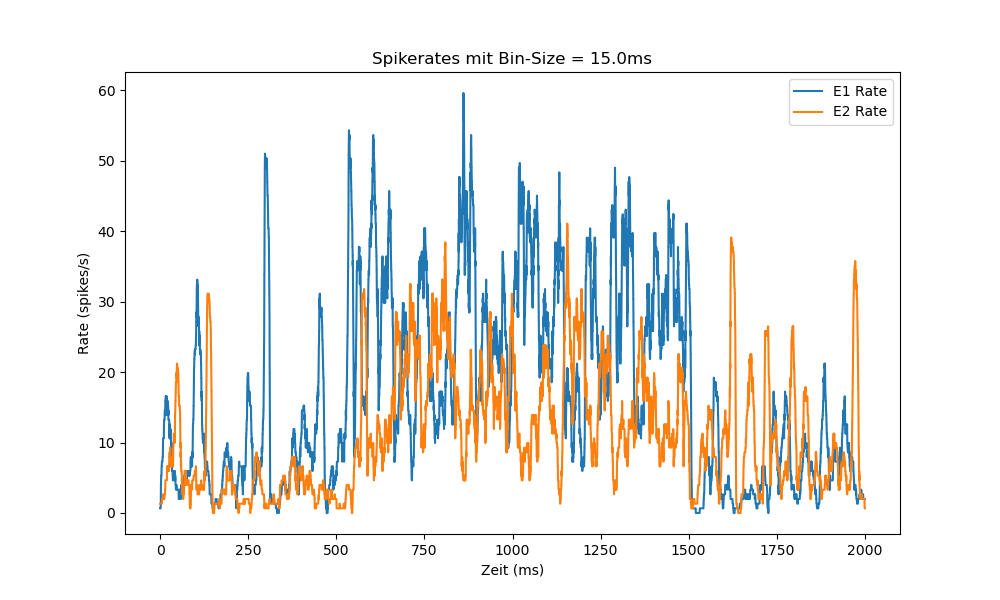 Spikerates mit Bin-Size = 15.0ms
E1 Rate
E2 Rate
Rate (spikes/s)
60
50
40
30
20
10
0
0 250 500 750 1000 1250 1500 1750 2000
Zeit (ms)